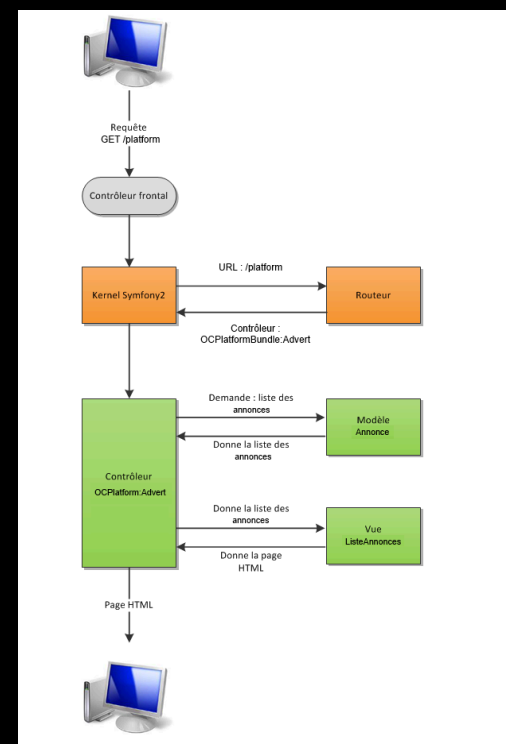 Requête
GET /platform
Contrôleur frontal
URL : /platform
Kernel Symfony2
Routeur
Contrôleur :
OCPlatformBundle:Advert
Demande : liste des
annonces
Modèle
Annonce
Donne la liste des
annonces
Contrôleur
OCPlatform:Advert
Donne la liste des
annonces
Vue
ListeAnnonces
Donne la page
HTML
Page HTML